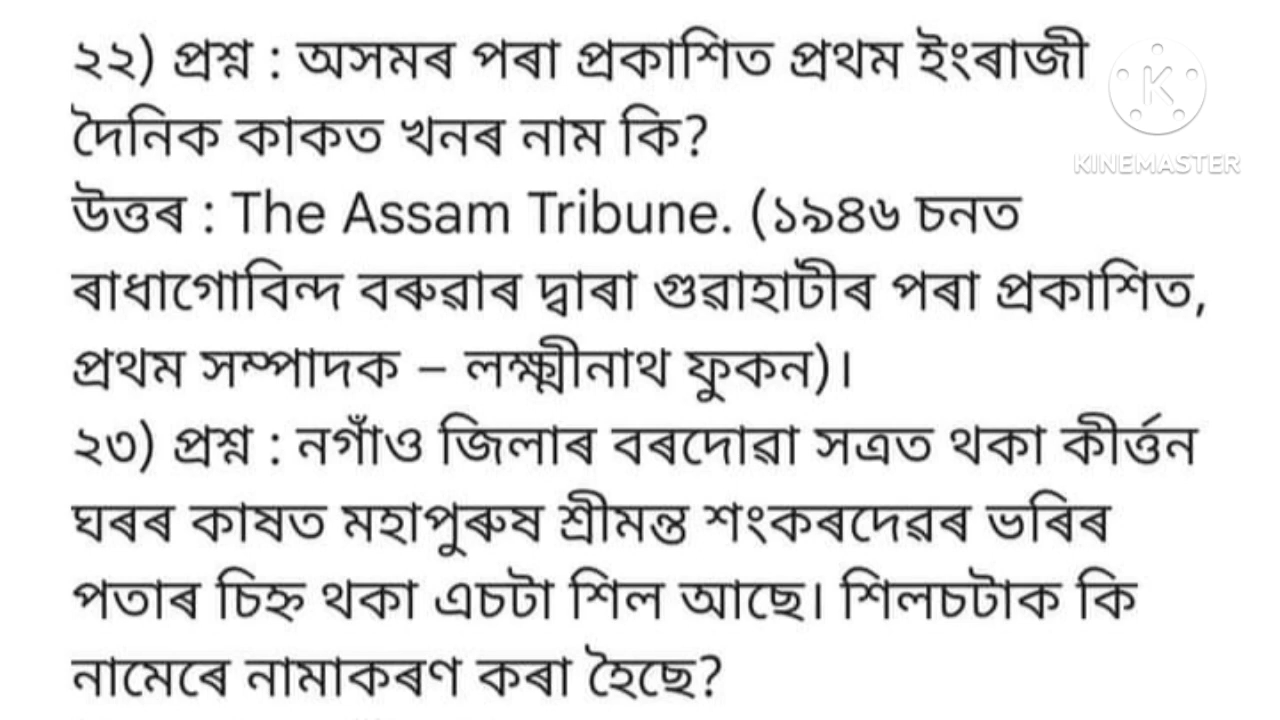 ২২) প্ৰশ্ন : অসমৰ পৰা প্ৰকাশিত প্ৰথম ইংৰাজী
দৈনিক কাকত খনৰ নাম কি?
উত্তৰ : The Assam Tribune. (১৯৪৬ চনত
ৰাধাগোবিন্দ বৰুৱাৰ দ্বাৰা গুৱাহাটীৰ পৰা প্ৰকাশিত,
প্ৰথম সম্পাদক – লক্ষ্মীনাথ ফুকন)।
২৩) প্ৰশ্ন : নগাঁও জিলাৰ বৰদোৱা সত্ৰত থকা কীৰ্ত্তন
ঘৰৰ কাষত মহাপুৰুষ শ্ৰীমন্ত শংকৰদেৱৰ ভৰিৰ
পতাৰ চিহ্ন থকা এচটা শিল আছে। শিলচটাক কি
নামেৰে নামাকৰণ কৰা হৈছে?
K
KINEMASTER